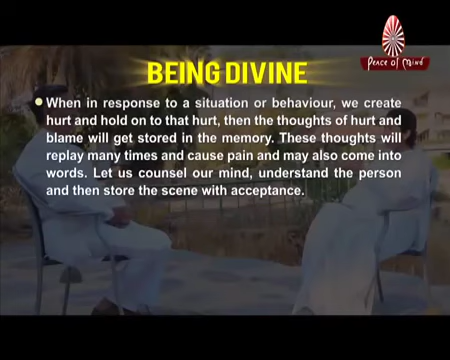 Peace of Mind
BEING DIVINE
When in response to a situation or behaviour, we create
hurt and hold on to that hurt, then the thoughts of hurt and
blame will get stored in the memory. These thoughts will
replay many times and cause pain and may also come into
words. Let us counsel our mind, understand the person
and then store the scene with acceptance.